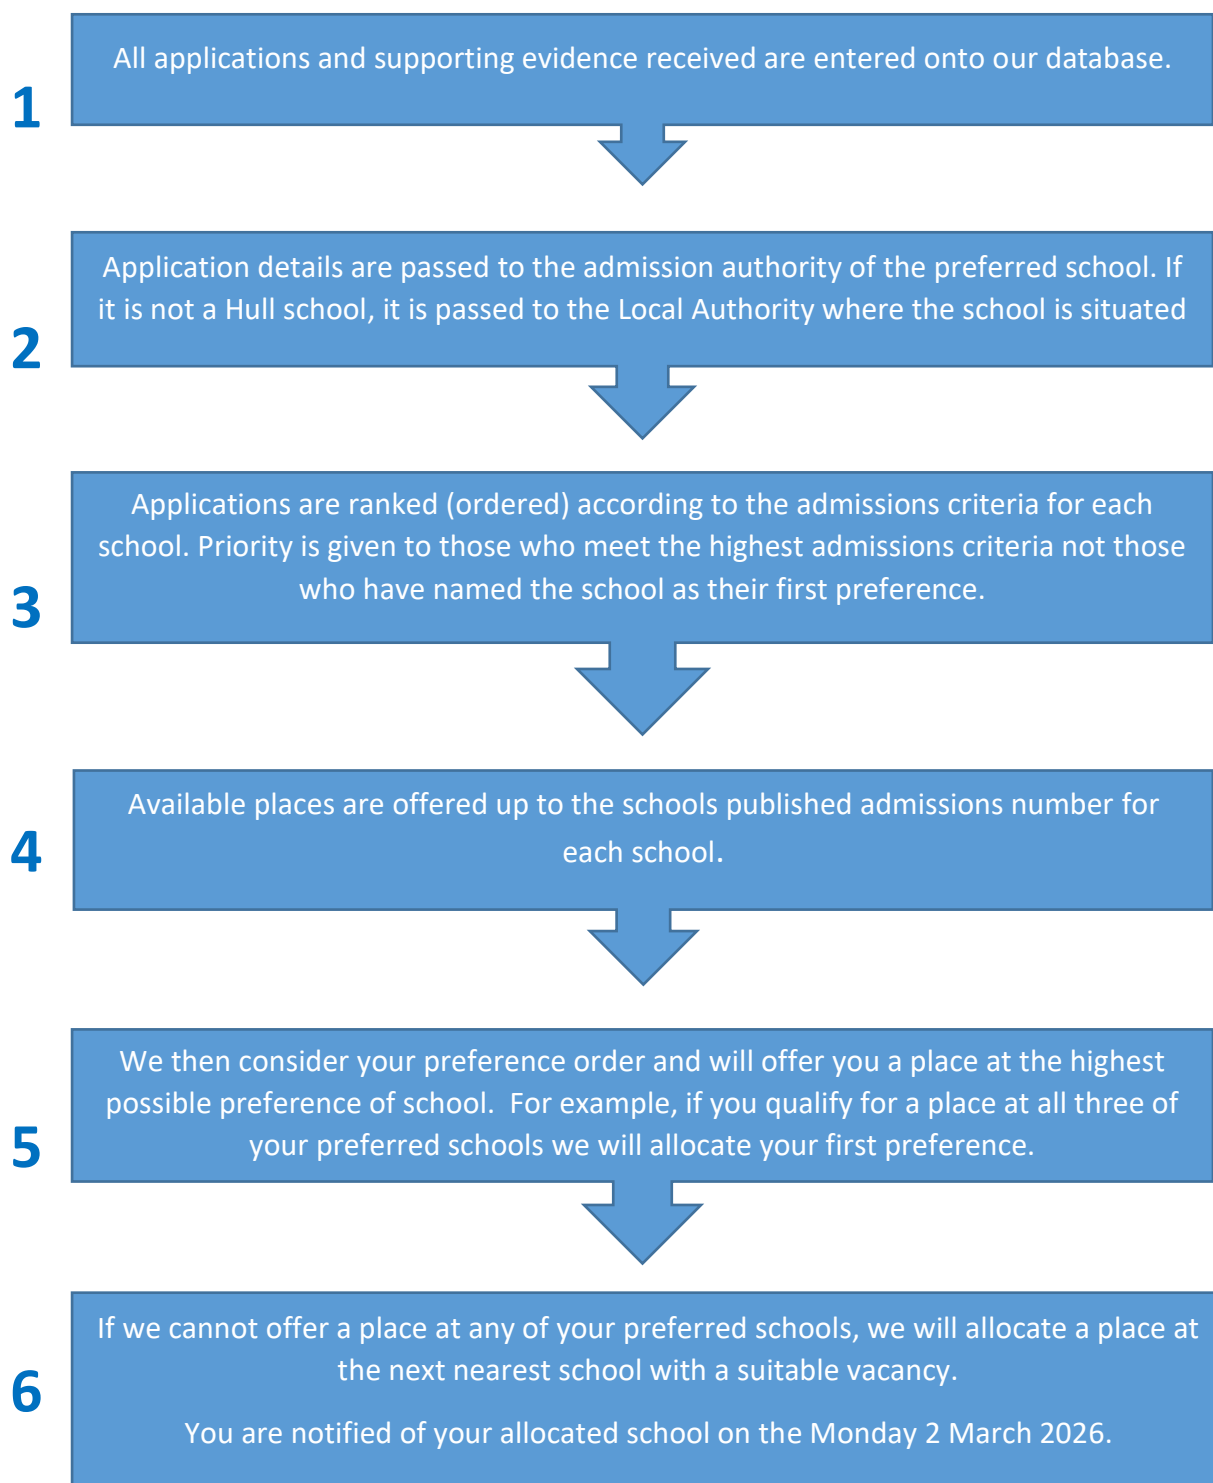 1
All applications and supporting evidence received are entered onto our database.
2
Application details are passed to the admission authority of the preferred school. If
it is not a Hull school, it is passed to the Local Authority where the school is situated
3
Applications are ranked (ordered) according to the admissions criteria for each
school. Priority is given to those who meet the highest admissions criteria not those
who have named the school as their first preference.
4
Available places are offered up to the schools published admissions number for
each school.
5
We then consider your preference order and will offer you a place at the highest
possible preference of school.  For example, if you qualify for a place at all three of
your preferred schools we will allocate your first preference.
6
If we cannot offer a place at any of your preferred schools, we will allocate a place at
the next nearest school with a suitable vacancy.
You are notified of your allocated school on the Monday 2 March 2026.